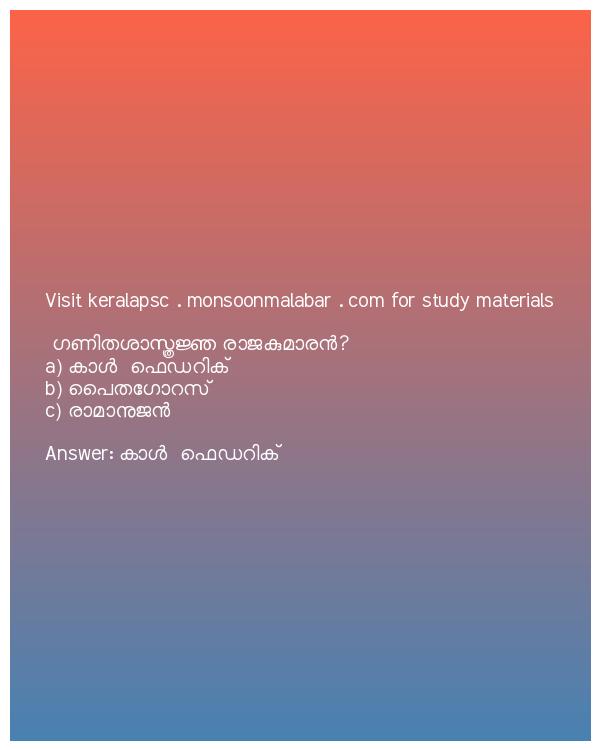 Visit keralapsc . monsoonmalabar . com for study materials
ഗണിതശാസ്ത്രജ്ഞ രാജകുമാരൻ?
a) കാൾ ഫെഡറിക്
b) പൈതഗോറസ്
c) രാമാനുജൻ
Answer: കാൾ ഫെഡറിക്